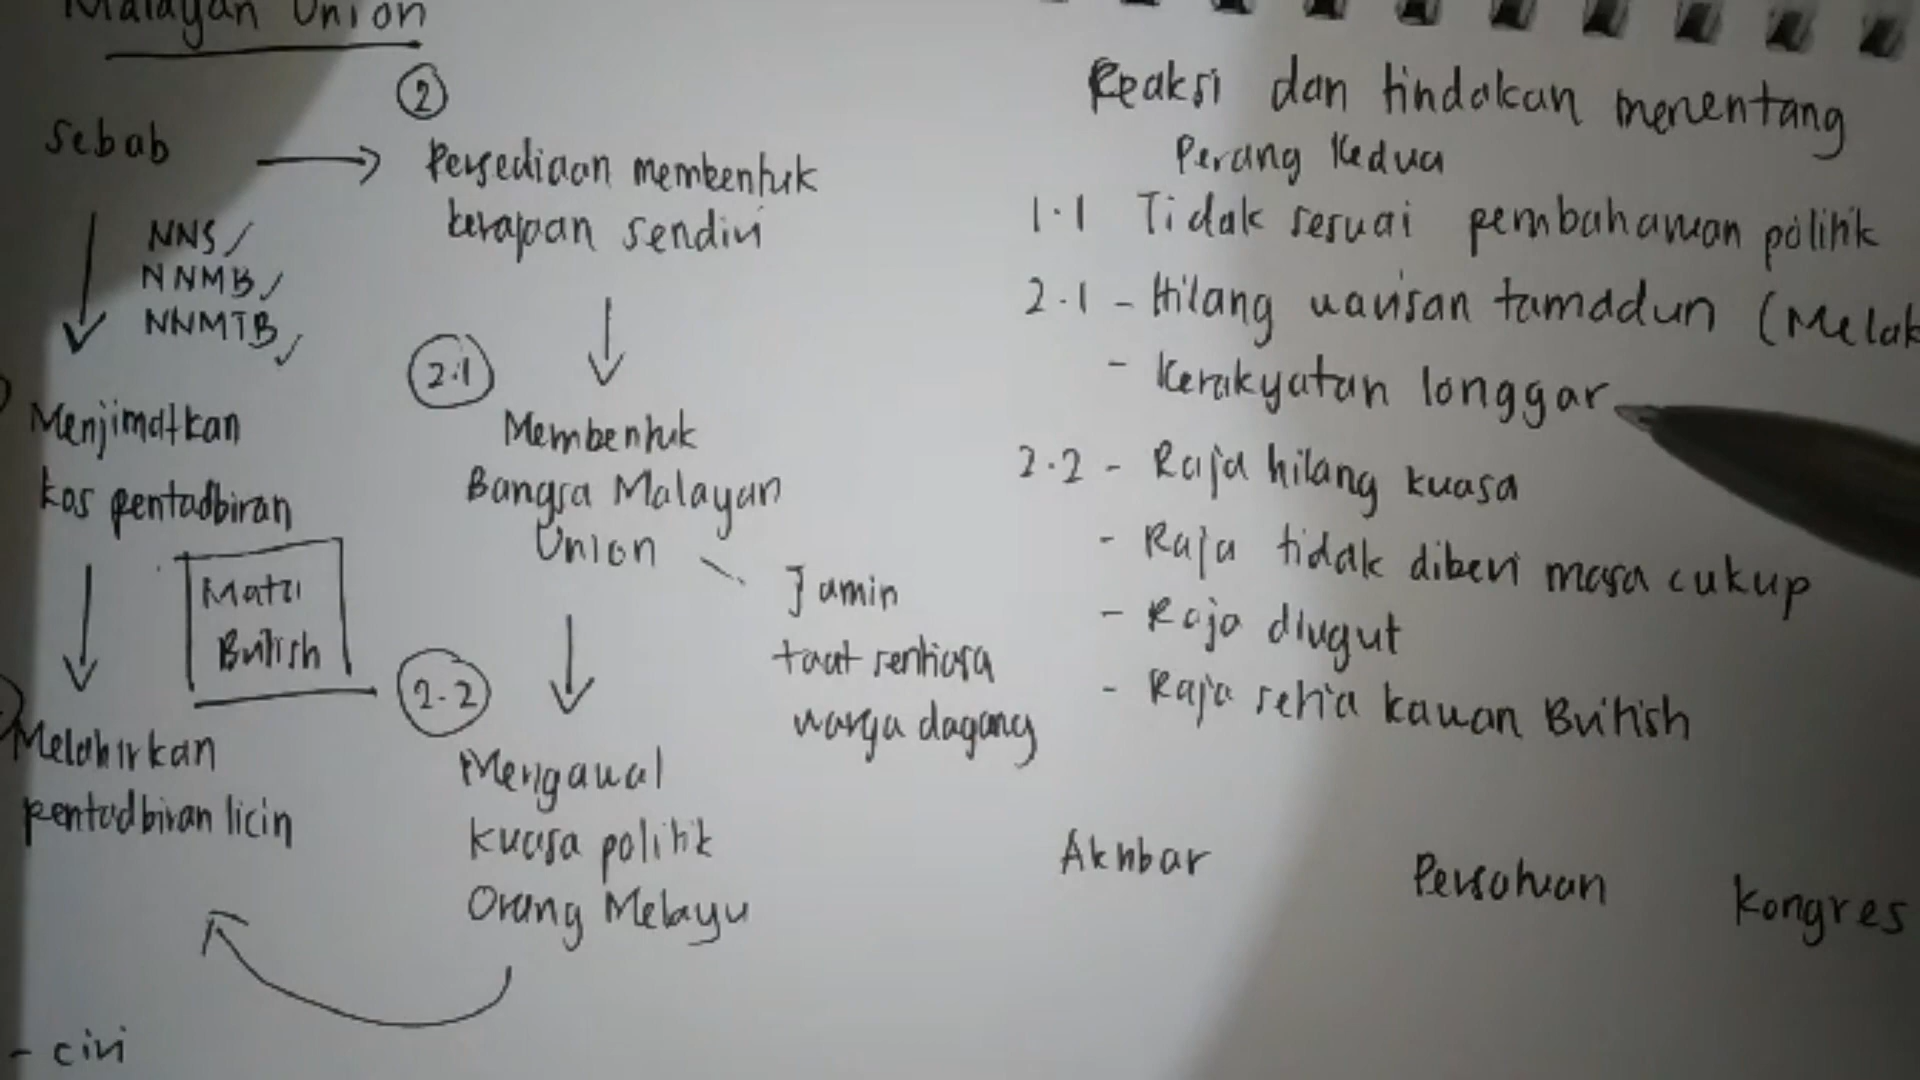 Malayan Union
Sebab
NNS
NNMB
NNMTB
Menjimatkan
kos pentadbiran
Matu
British
Melahirkan
pentadbiran licin
- ciri
2
Persediaan membentuk
kerajaan sendiri
2.1
Membentuk
Bangsa Malayan
Union
Jamin
taat sentiasa
warga dagang
2.2
Mengawal
kuasa politik
Orang Melayu
Reaksi dan tindakan menentang
Perang Kedua
1.1 Tidak sesuai pembahawan politik
2.1 - Hilang warisan tamadun (Melak
- Kerakyatan longgar
2.2 - Raja hilang kuasa
- Raja tidak diberi masa cukup
- Raja diugut
- Raja setia kawan British
Akhbar Persatuan Kongres